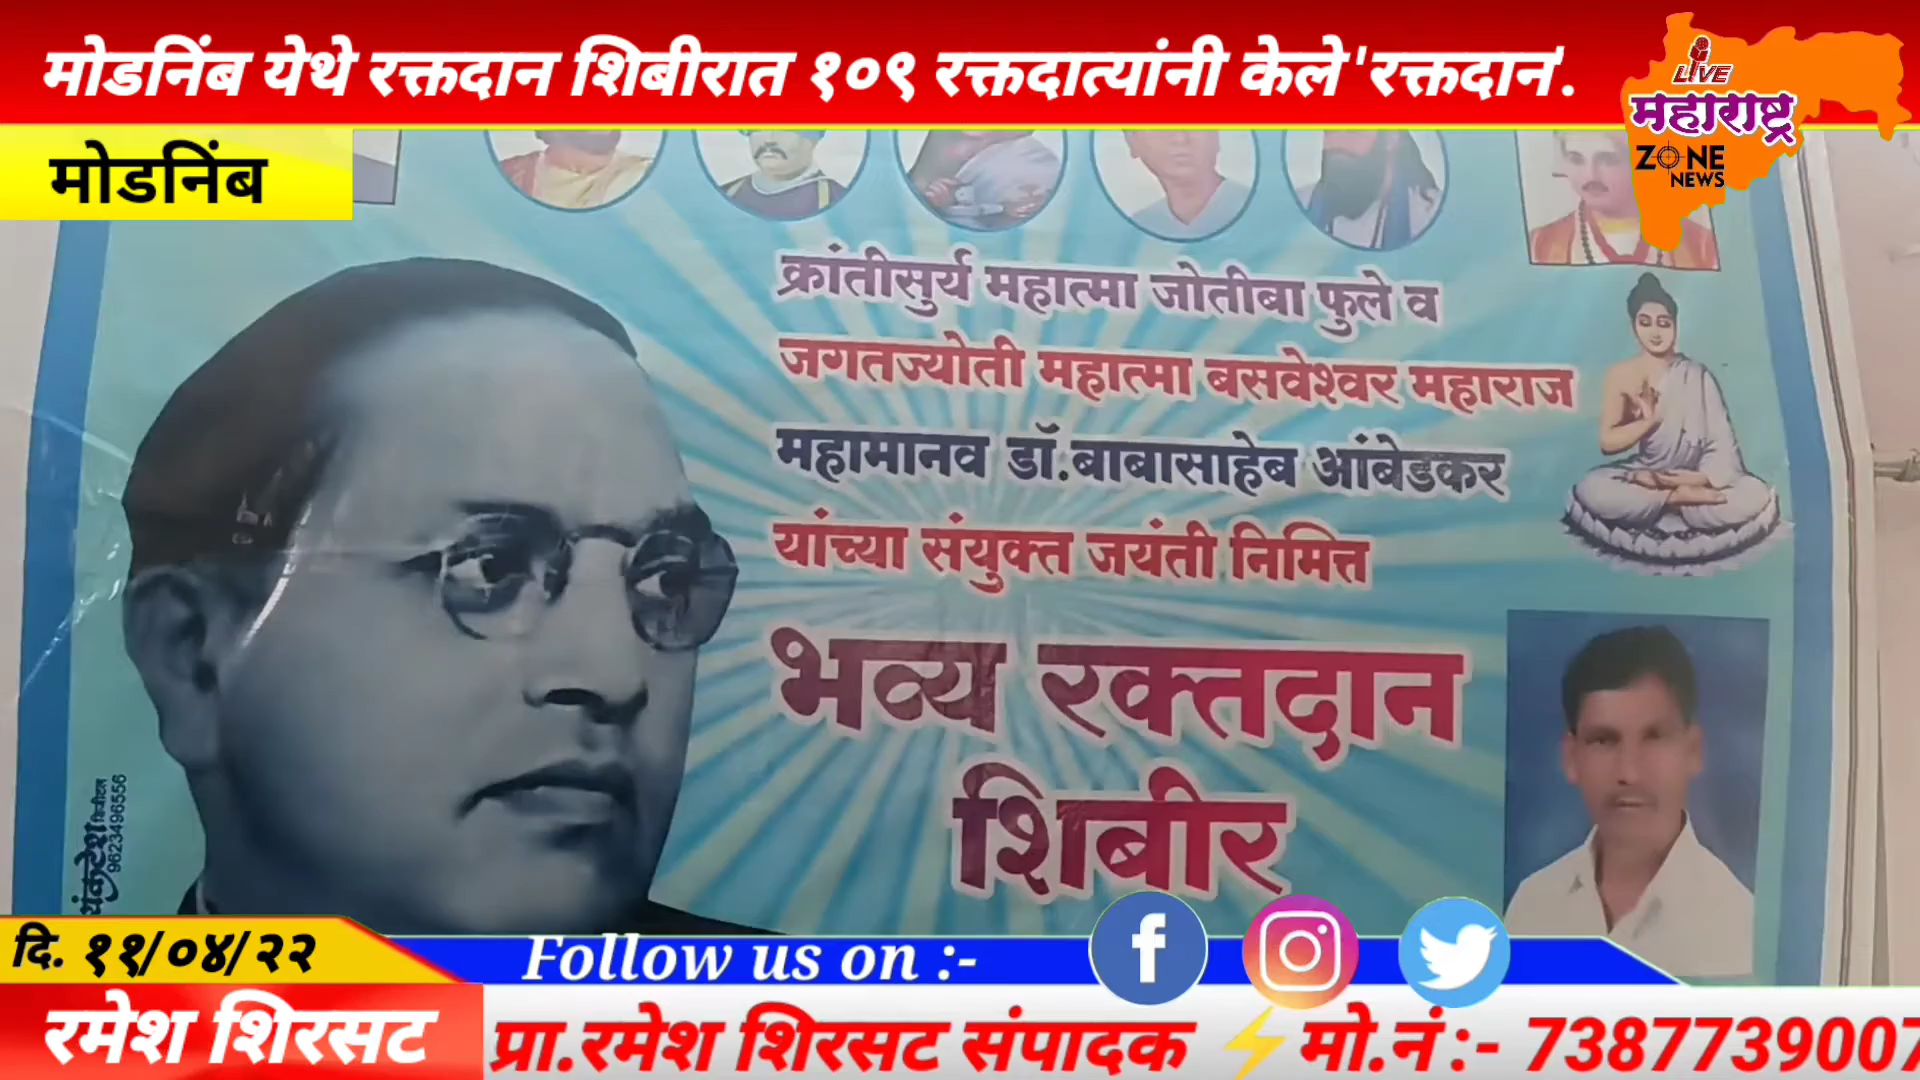 मोडनिंब येथे रक्तदान शिबीरात १०९ रक्तदात्यांनी केले 'रक्तदान'.
LIVE
महाराष्ट्र
ZONE
NEWS
मोडनिंब
क्रांतीसुर्य महात्मा जोतीबा फुले व
जगतज्योती महात्मा बसवेश्वर महाराज
महामानव डॉ.बाबासाहेब आंबेडकर
यांच्या संयुक्त जयंती निमित्त
भव्य रक्तदान
शिबीर
9623496556
दि. ११/०४/२२
Follow us on :-
रमेश शिरसट
प्रा.रमेश शिरसट संपादक ⚡मो.नं :- 7387739007